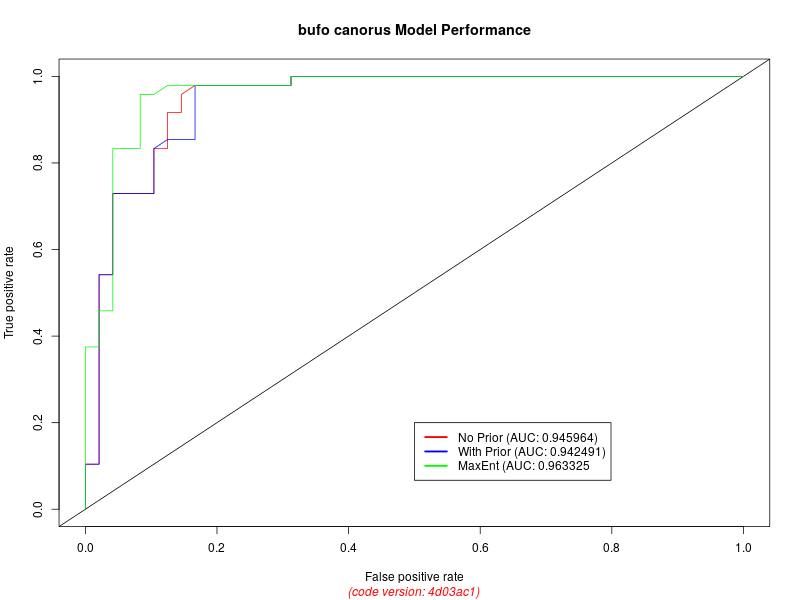 bufo canorus Model Performance
True positive rate
1.0
0.8
0.6
0.4
0.2
0.0
No Prior (AUC: 0.945964)
With Prior (AUC: 0.942491)
MaxEnt (AUC: 0.963325
0.0 0.2 0.4 0.6 0.8 1.0
False positive rate
(code version: 4d03ac1)